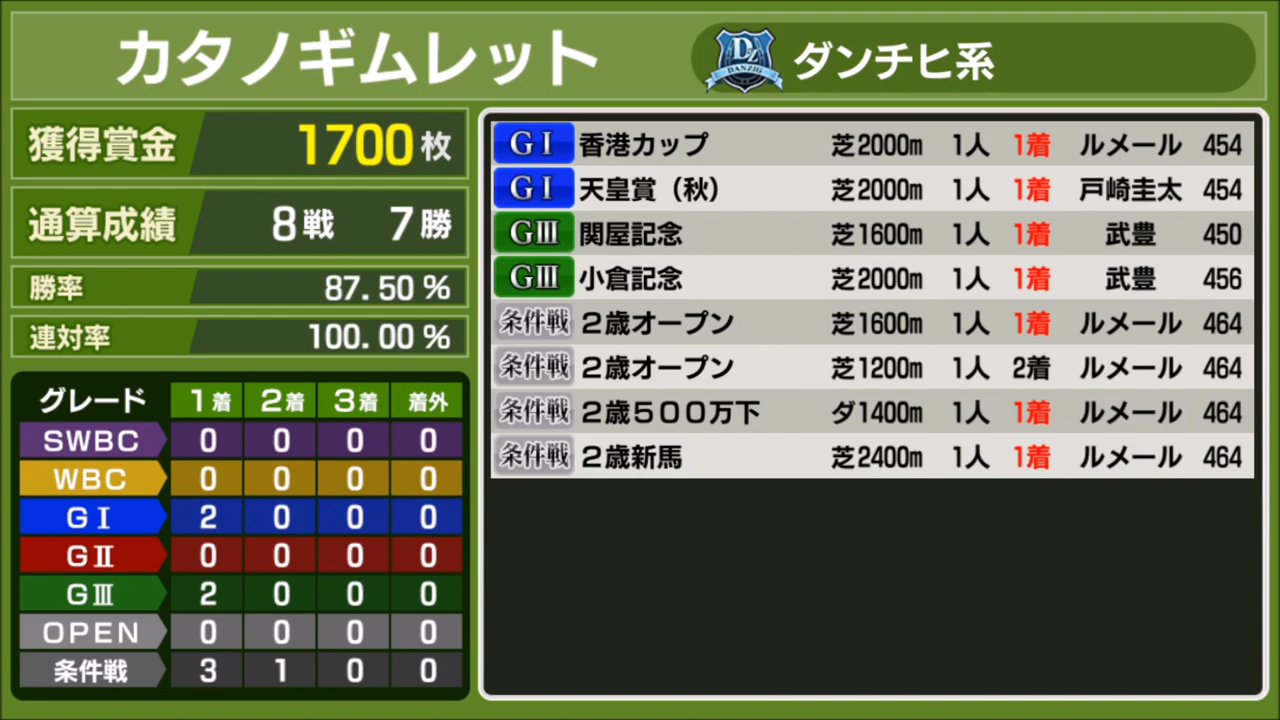 カタノギムレット
DZ
DANZIG
ダンチヒ系
獲得賞金 1700枚
通算成績 8戦 7勝
勝率 87.50%
連対率 100.00%
グレード 1着 2着 3着 着外
SWBC 0 0 0 0
WBC 0 0 0 0
GⅠ 2 0 0 0
GⅡ 0 0 0 0
GⅢ 2 0 0 0
OPEN 0 0 0 0
条件戦 3 1 0 0
GⅠ 香港カップ 芝2000m 1人 1着 ルメール 454
GⅠ 天皇賞（秋） 芝2000m 1人 1着 戸崎圭太 454
GⅢ 関屋記念 芝1600m 1人 1着 武豊 450
GⅢ 小倉記念 芝2000m 1人 1着 武豊 456
条件戦 2歳オープン 芝1600m 1人 1着 ルメール 464
条件戦 2歳オープン 芝1200m 1人 2着 ルメール 464
条件戦 2歳500万下 ダ1400m 1人 1着 ルメール 464
条件戦 2歳新馬 芝2400m 1人 1着 ルメール 464